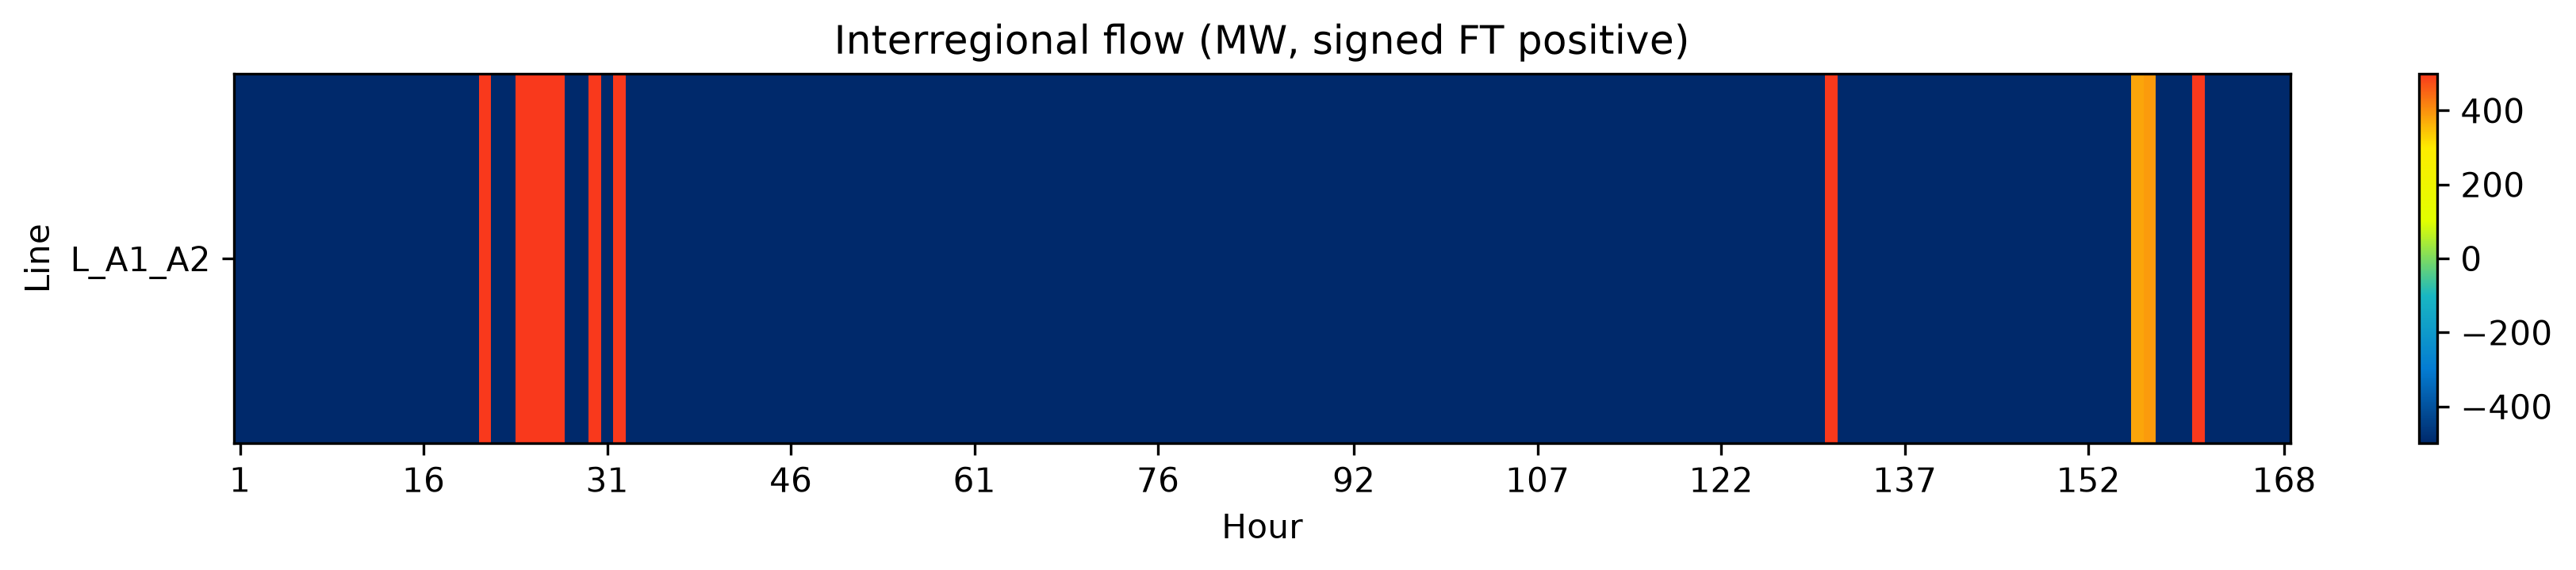 Interregional flow (MW, signed FT positive)
Line
L_A1_A2
1 16 31 46 61 76 92 107 122 137 152 168
Hour
400
200
0
−200
−400